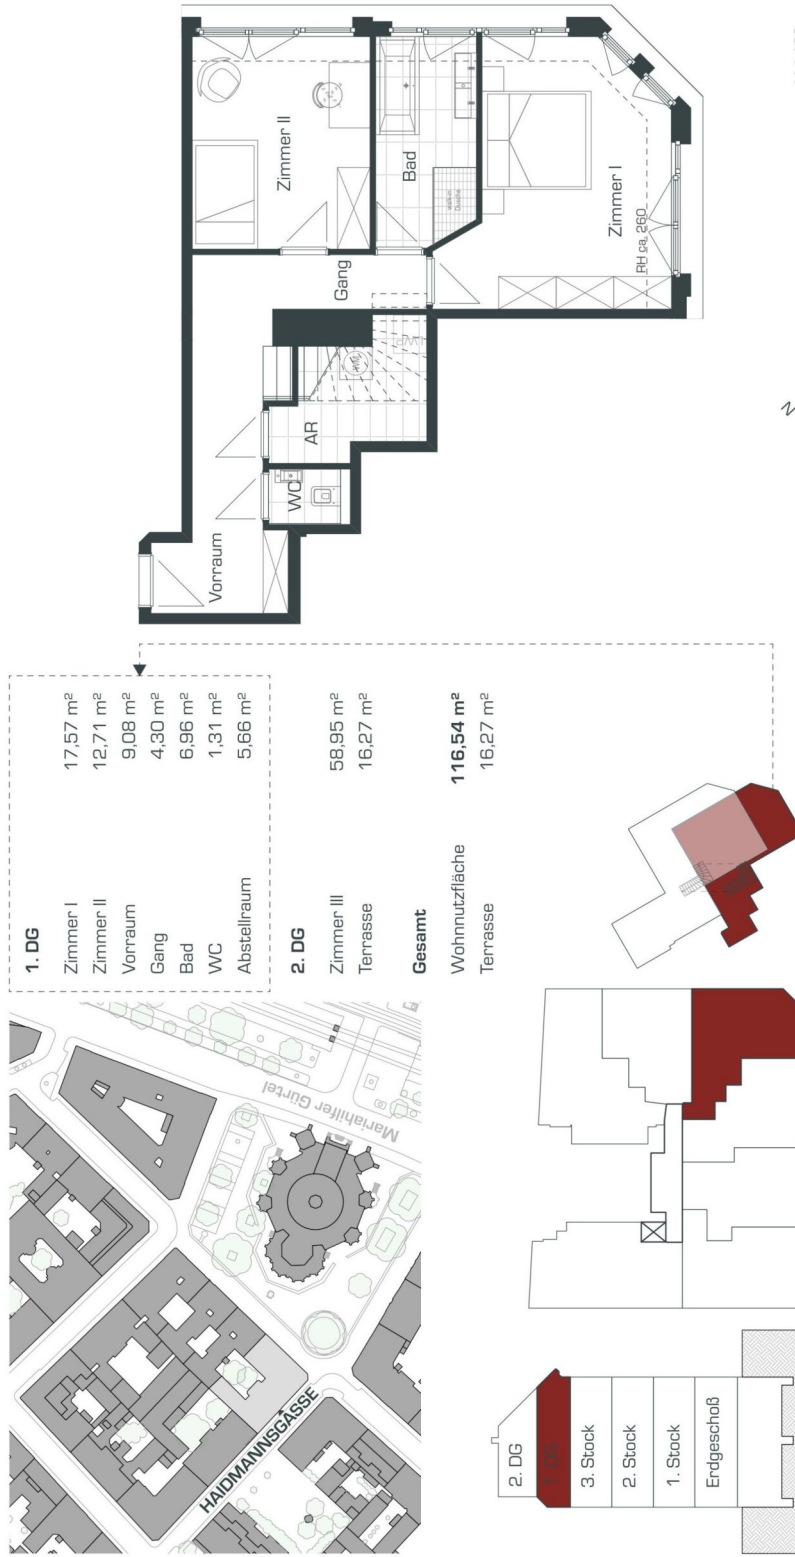 1. DG
Zimmer I 17,57 m²
Zimmer II 12,71 m²
Vorraum 9,08 m²
Gang 4,30 m²
Bad 6,96 m²
WC 1,31 m²
Abstellraum 5,66 m²
2. DG
Zimmer III 58,95 m²
Terrasse 16,27 m²
Gesamt
Wohnnutzfläche 116,54 m²
Terrasse 16,27 m²
Vorraum
WC
AR
WP
Gang
Zimmer II
Bad
walk-in
Dusche
Zimmer I
RH ca. 260
N
Mariahilfer Gürtel
HAIDMANNSGASSE
2. DG
1. DG
3. Stock
2. Stock
1. Stock
Erdgeschoß